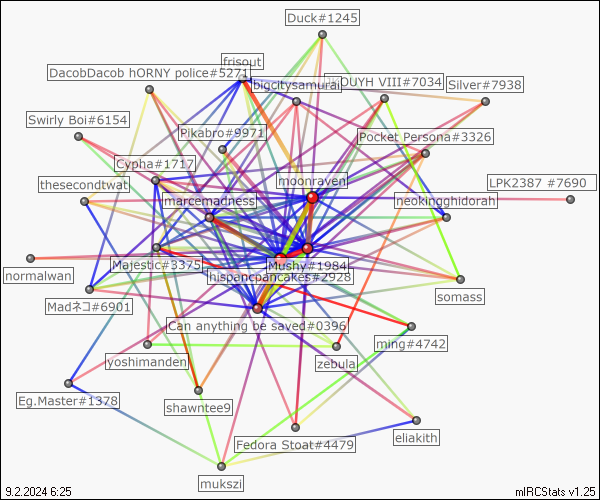 Duck#1245
frisout
DacobDacob hORNY police#5271
bigcitysamurai
Silver#7938
Swirly Boi#6154
Pikabro#9971
Pocket Persona#3326
Cypha#1717
moonraven
LPK2387 #7690
thesecondtwat
marcemadness
neokingghidorah
Majestic#3375
Mushy#1984
normalwan
hispancpancakes#2928
somass
Madネコ#6901
Can anything be saved#0396
ming#4742
yoshimanden
zebula
Eg.Master#1378
shawntee9
Fedora Stoat#4479
eliakith
mukszi
9.2.2024 6:25
mIRCStats v1.25